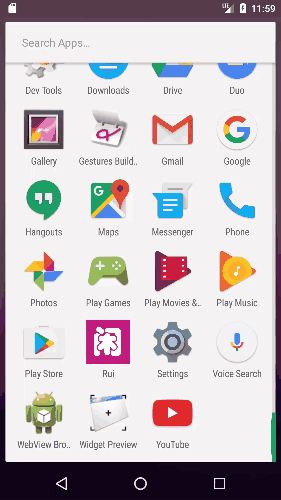 LTE 11:59
Search Apps...
Dev Tools Downloads Drive Duo
Gallery Gestures Build.. Gmail Google
Hangouts Maps Messenger Phone
Photos Play Games Play Movies &.. Play Music
Play Store Rui Settings Voice Search
WebView Bro.. Widget Preview YouTube